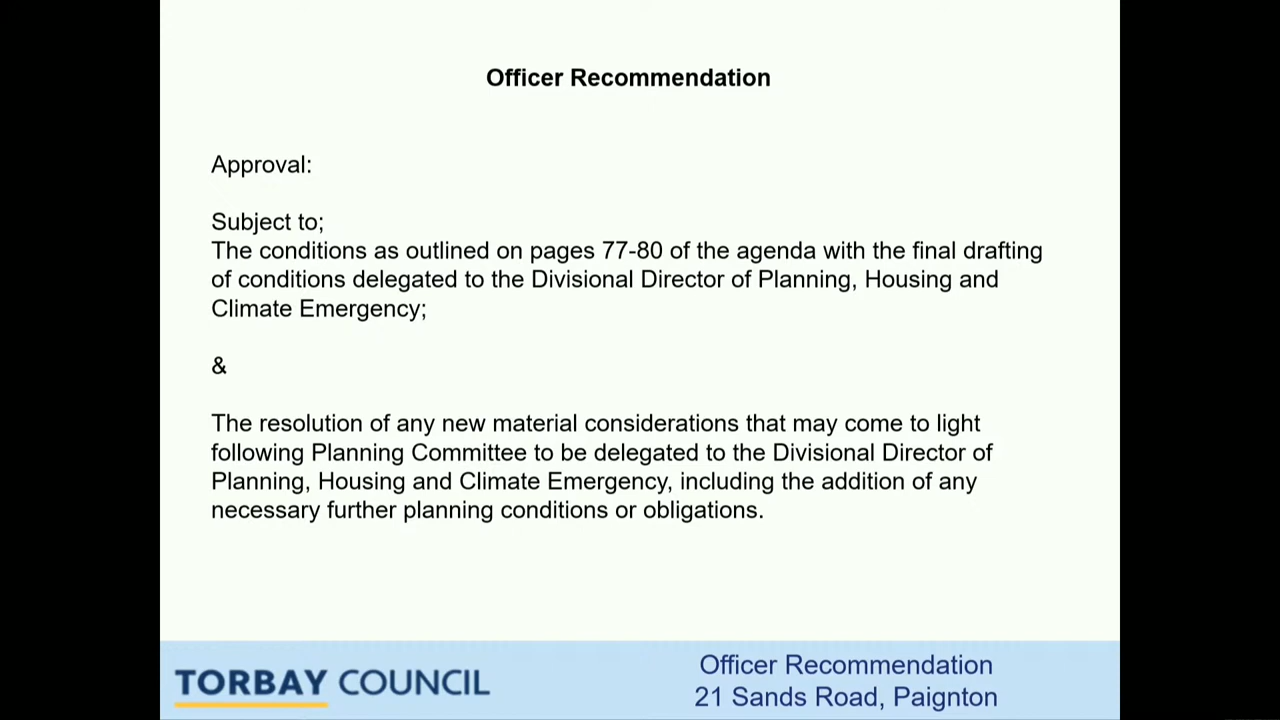 Officer Recommendation
Approval:
Subject to;
The conditions as outlined on pages 77-80 of the agenda with the final drafting
of conditions delegated to the Divisional Director of Planning, Housing and
Climate Emergency;
&
The resolution of any new material considerations that may come to light
following Planning Committee to be delegated to the Divisional Director of
Planning, Housing and Climate Emergency, including the addition of any
necessary further planning conditions or obligations.
TORBAY COUNCIL
Officer Recommendation
21 Sands Road, Paignton